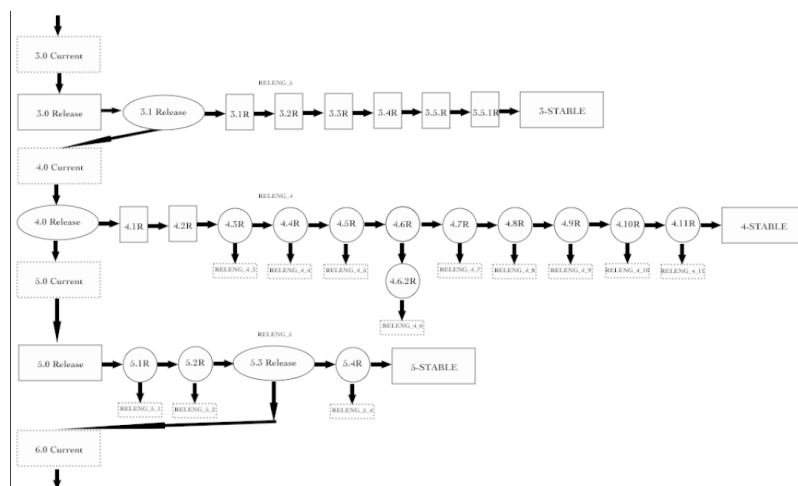 3.0 Current
RELENG_3
3.0 Release
3.1 Release
3.1R
3.2R
3.3R
3.4R
3.5.R
3.5.1R
3-STABLE
4.0 Current
RELENG_4
4.0 Release
4.1R
4.2R
4.3R
4.4R
4.5R
4.6R
4.7R
4.8R
4.9R
4.10R
4.11R
4-STABLE
RELENG_4_3
RELENG_4_4
RELENG_4_5
RELENG_4_7
RELENG_4_8
RELENG_4_9
RELENG_4_10
RELENG_4_11
5.0 Current
4.6.2R
RELENG_4_6
RELENG_5
5.0 Release
5.1R
5.2R
5.3 Release
5.4R
5-STABLE
RELENG_5_1
RELENG_5_2
RELENG_5_4
6.0 Current